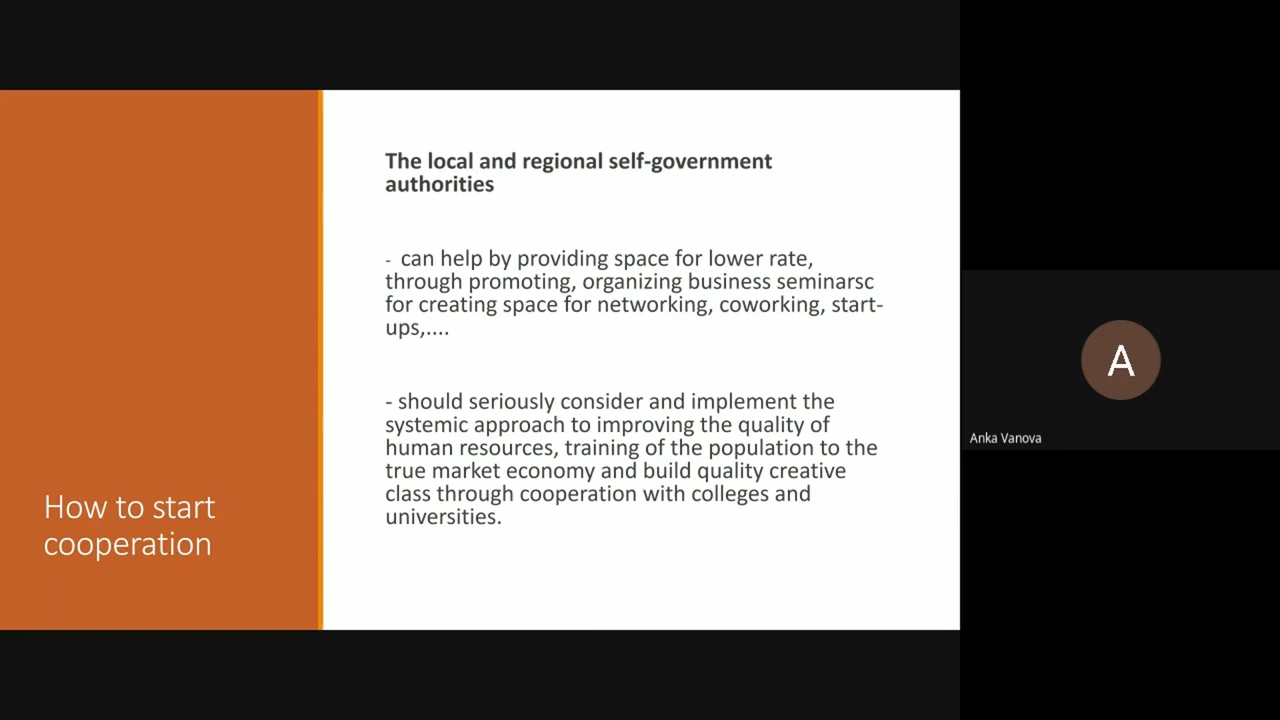 The local and regional self-government
authorities
- can help by providing space for lower rate,
through promoting, organizing business seminarsc
for creating space for networking, coworking, start-
ups,....
- should seriously consider and implement the
systemic approach to improving the quality of
human resources, training of the population to the
true market economy and build quality creative
class through cooperation with colleges and
universities.
How to start
cooperation
A
Anka Vanova